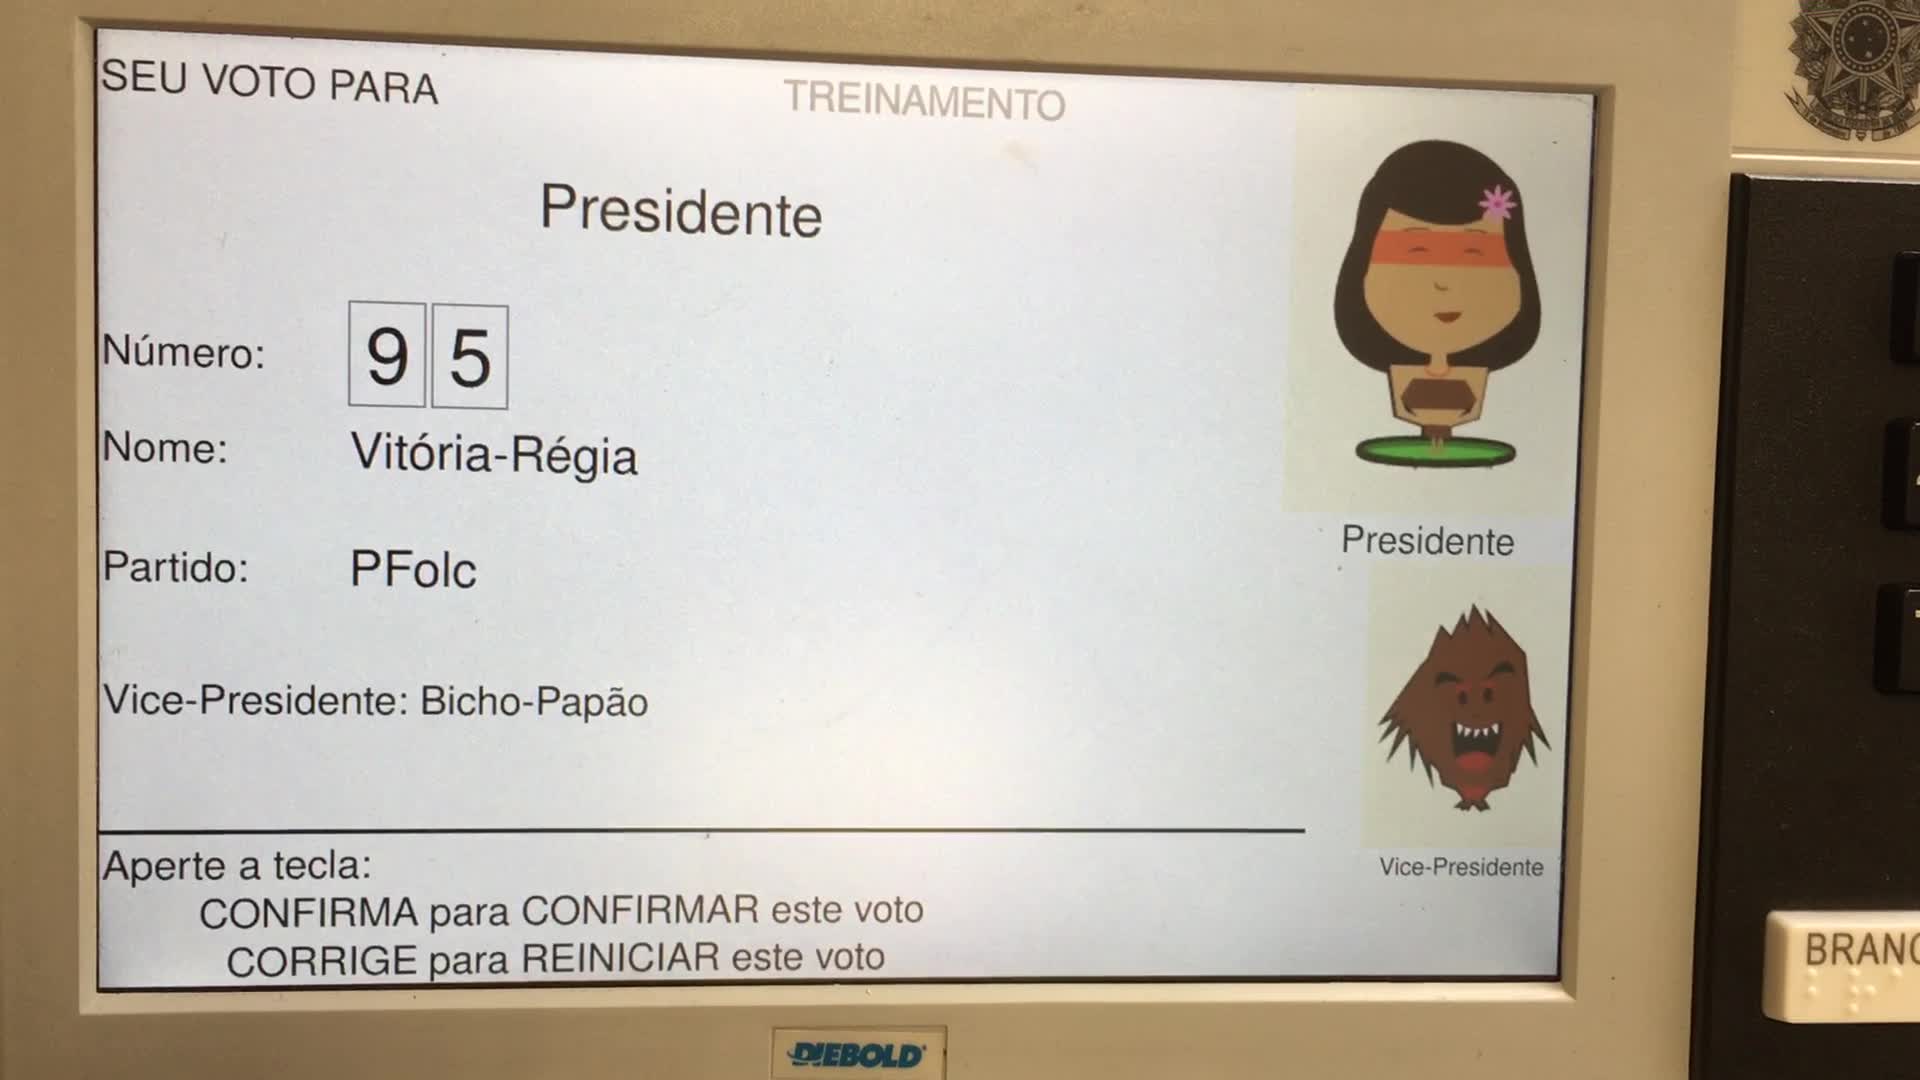 SEU VOTO PARA
TREINAMENTO
Presidente
Número: 9 5
Nome: Vitória-Régia
Partido: PFolc
Vice-Presidente: Bicho-Papão
Presidente
Vice-Presidente
Aperte a tecla:
CONFIRMA para CONFIRMAR este voto
CORRIGE para REINICIAR este voto
DIEBOLD